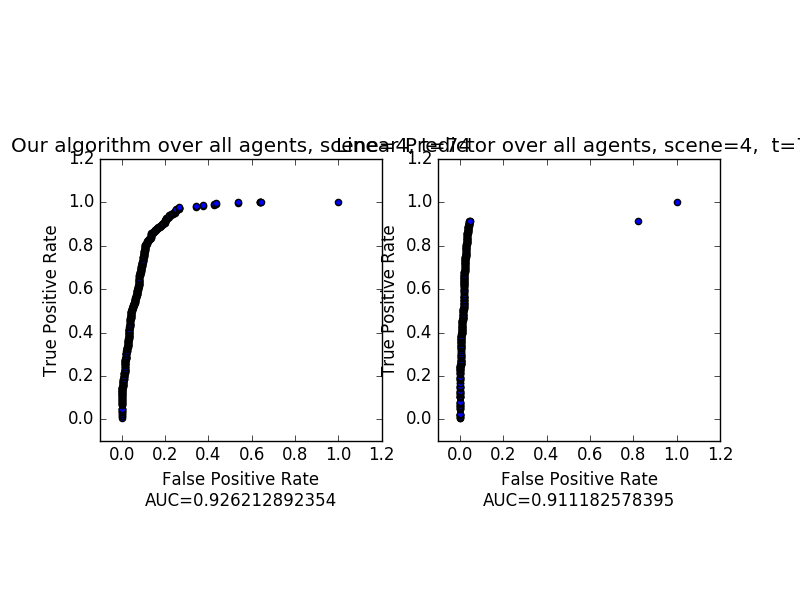 Our algorithm over all agents, scene=4, t=74
Linear Predictor over all agents, scene=4, t=7
1.2
1.0
0.8
0.6
0.4
0.2
0.0
True Positive Rate
0.0 0.2 0.4 0.6 0.8 1.0 1.2
False Positive Rate
AUC=0.926212892354
1.2
1.0
0.8
0.6
0.4
0.2
0.0
True Positive Rate
0.0 0.2 0.4 0.6 0.8 1.0 1.2
False Positive Rate
AUC=0.911182578395